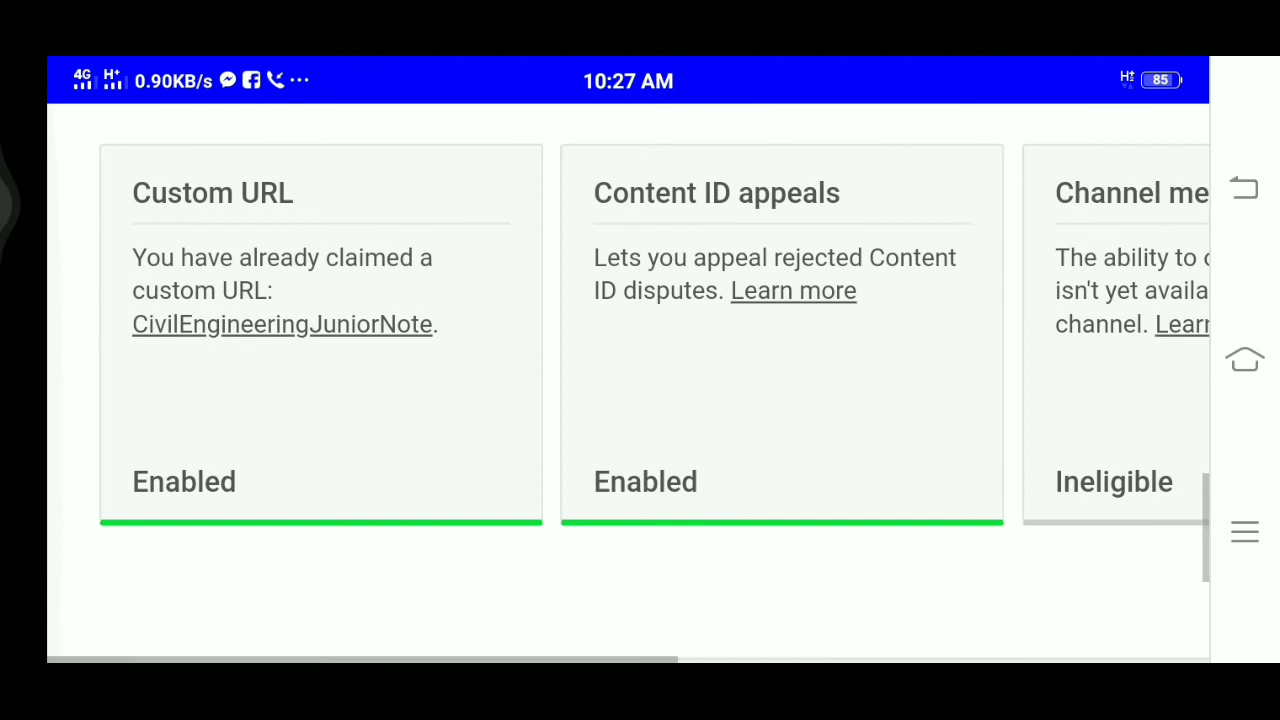 4G H+ 0.90KB/s ... 10:27 AM H 85
Custom URL
You have already claimed a
custom URL:
CivilEngineeringJuniorNote.
Enabled
Content ID appeals
Lets you appeal rejected Content
ID disputes. Learn more
Enabled
Channel me
The ability to
isn't yet availa
channel. Learn
Ineligible